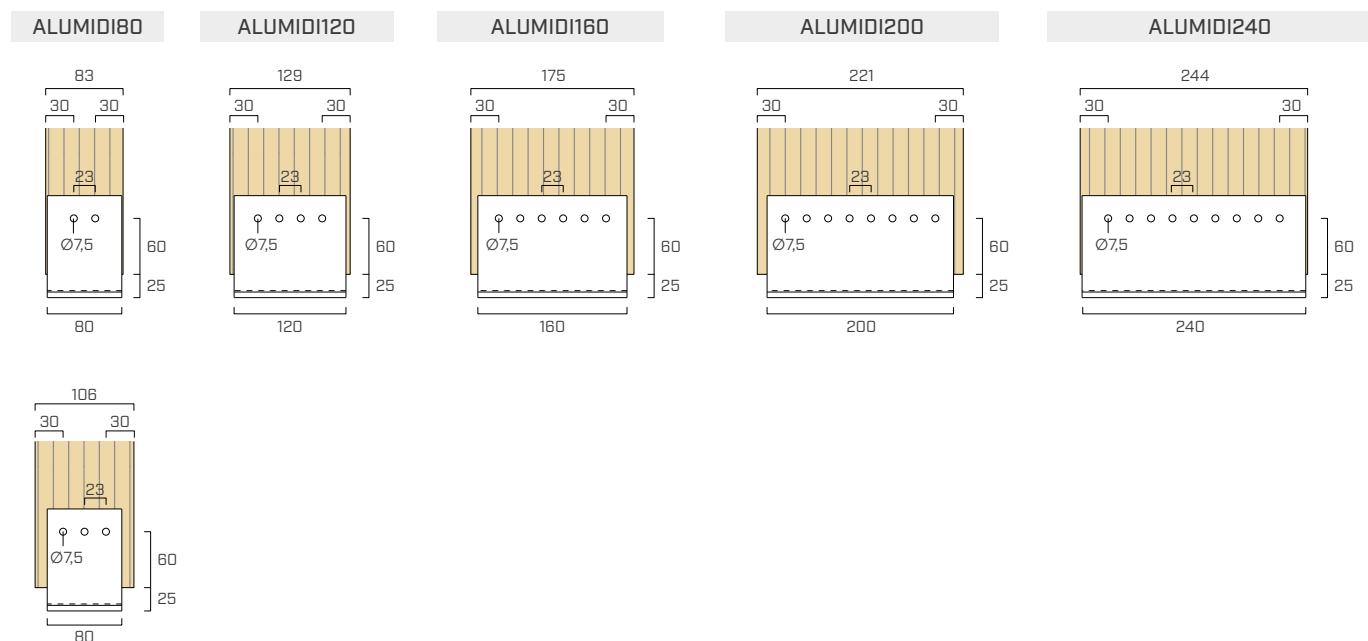 ALUMIDI80 ALUMIDI120 ALUMIDI160 ALUMIDI200 ALUMIDI240
83 129 175 221 244
30 30 30 30 30 30 30 30 30 30
23 23 23 23 23
Ø7,5 60 Ø7,5 60 Ø7,5 60 Ø7,5 60 Ø7,5 60
25 25 25 25 25
80 120 160 200 240
106
30 30
23
Ø7,5 60
25
80